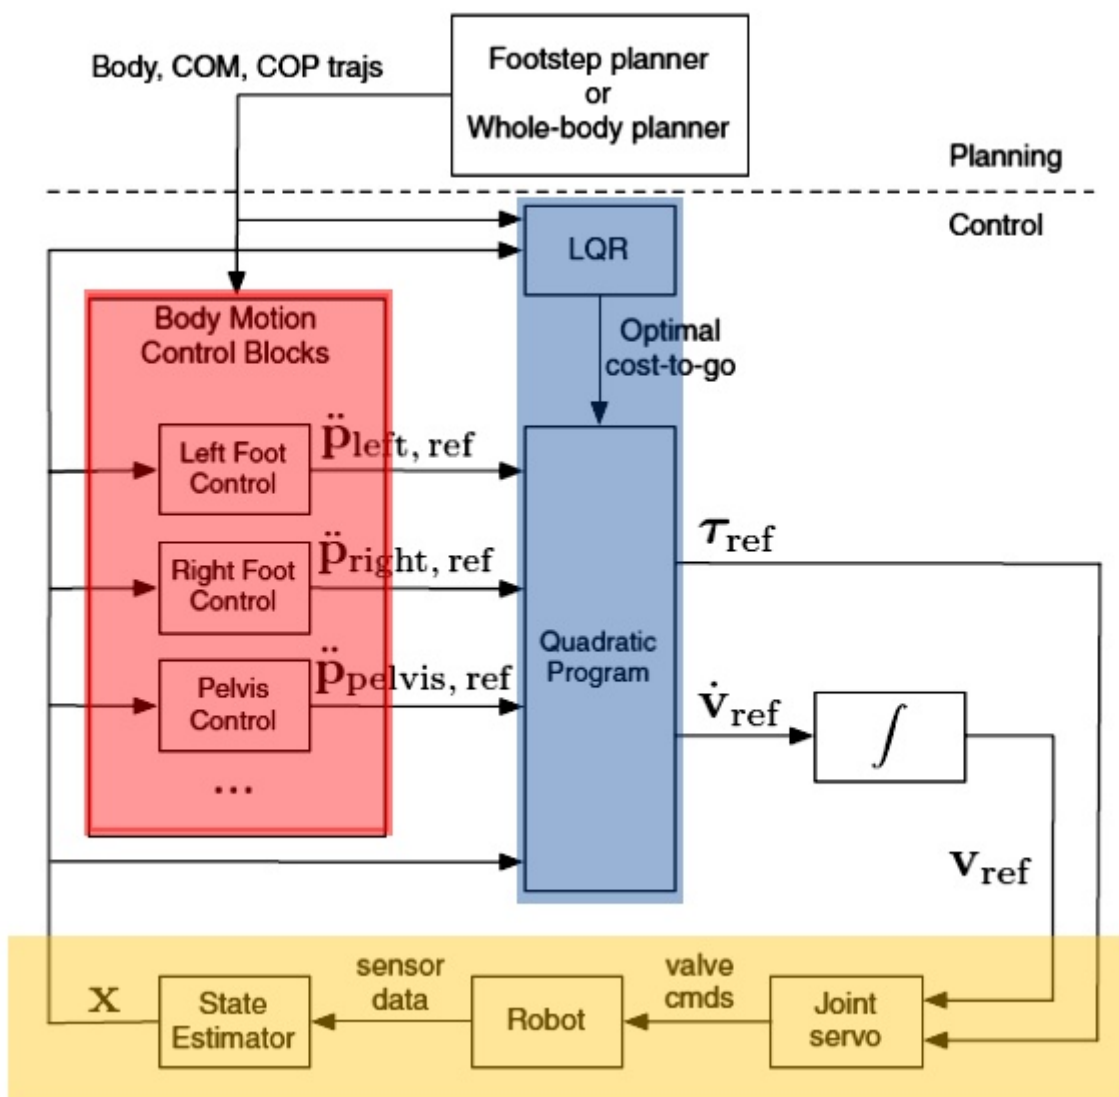 Body, COM, COP trajs
Footstep planner
or
Whole-body planner
Planning
Control
LQR
Optimal
cost-to-go
Body Motion
Control Blocks
Left Foot
Control
p̈left, ref
Right Foot
Control
p̈right, ref
Pelvis
Control
p̈pelvis, ref
...
Quadratic
Program
τref
v̇ref
∫
vref
x
State
Estimator
sensor
data
Robot
valve
cmds
Joint
servo